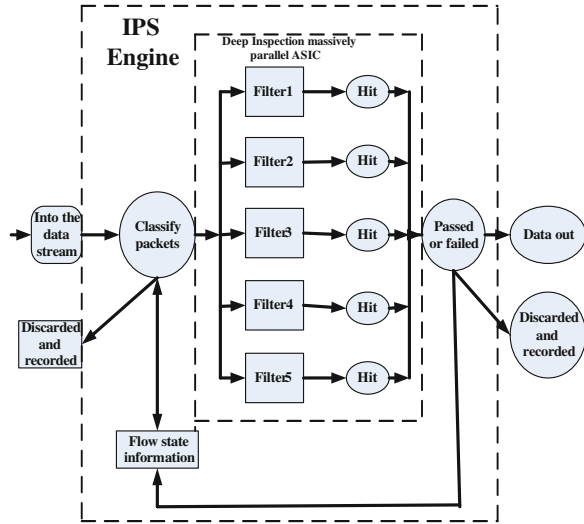 IPS
Engine
Deep Inspection massively
parallel ASIC
Filter1
Hit
Filter2
Hit
Into the
data
stream
Classify
packets
Filter3
Hit
Passed
or failed
Data out
Discarded and
recorded
Filter4
Hit
Discarded
and
recorded
Filter5
Hit
Flow state
information